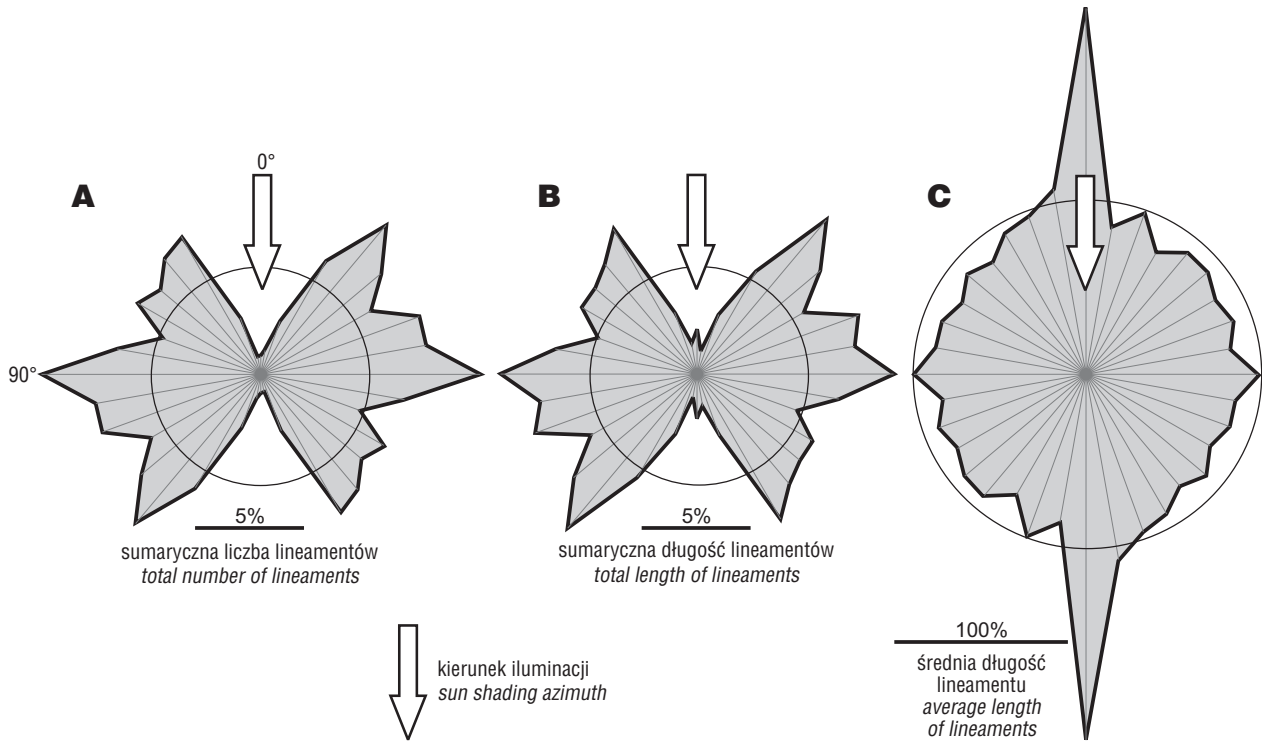 0°
A
B
C
90°
5%
sumaryczna liczba lineamentów
total number of lineaments
5%
sumaryczna długość lineamentów
total length of lineaments
100%
średnia długość
lineamentu
average length
of lineaments
kierunek iluminacji
sun shading azimuth